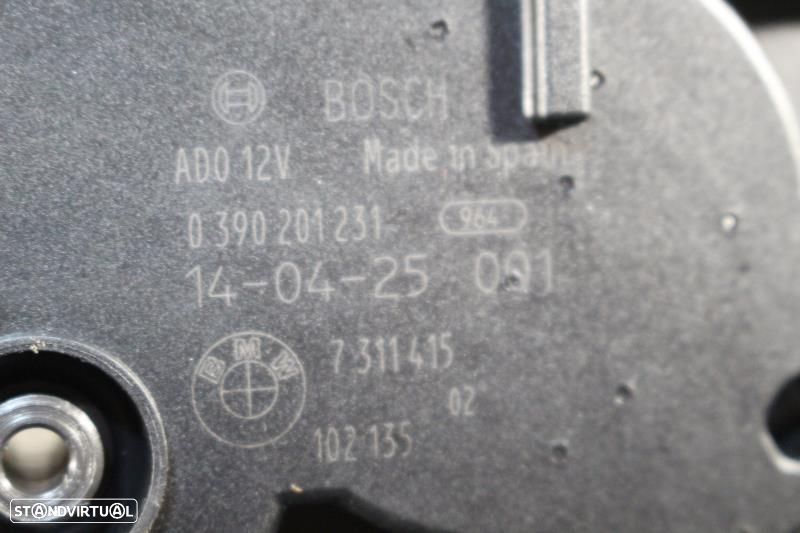 BOSCH
ADO 12V Made in Spain
0 390 201 231 964
14-04-25 001
BMW 7 311 415
02
102 135
STANDVIRTUAL